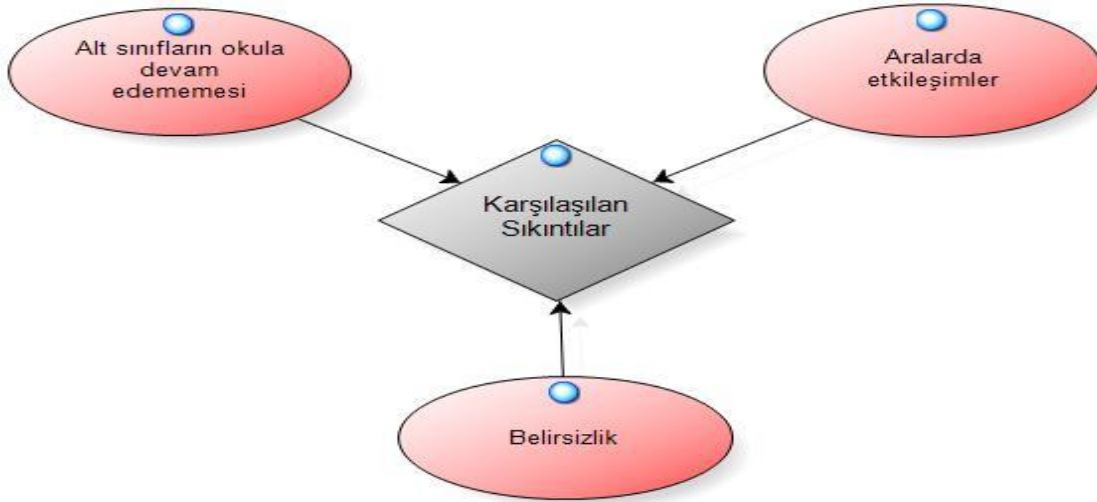 Alt sınıfların okula
devam
edememesi
Aralarda
etkileşimler
Karşılaşılan
Sıkıntılar
Belirsizlik